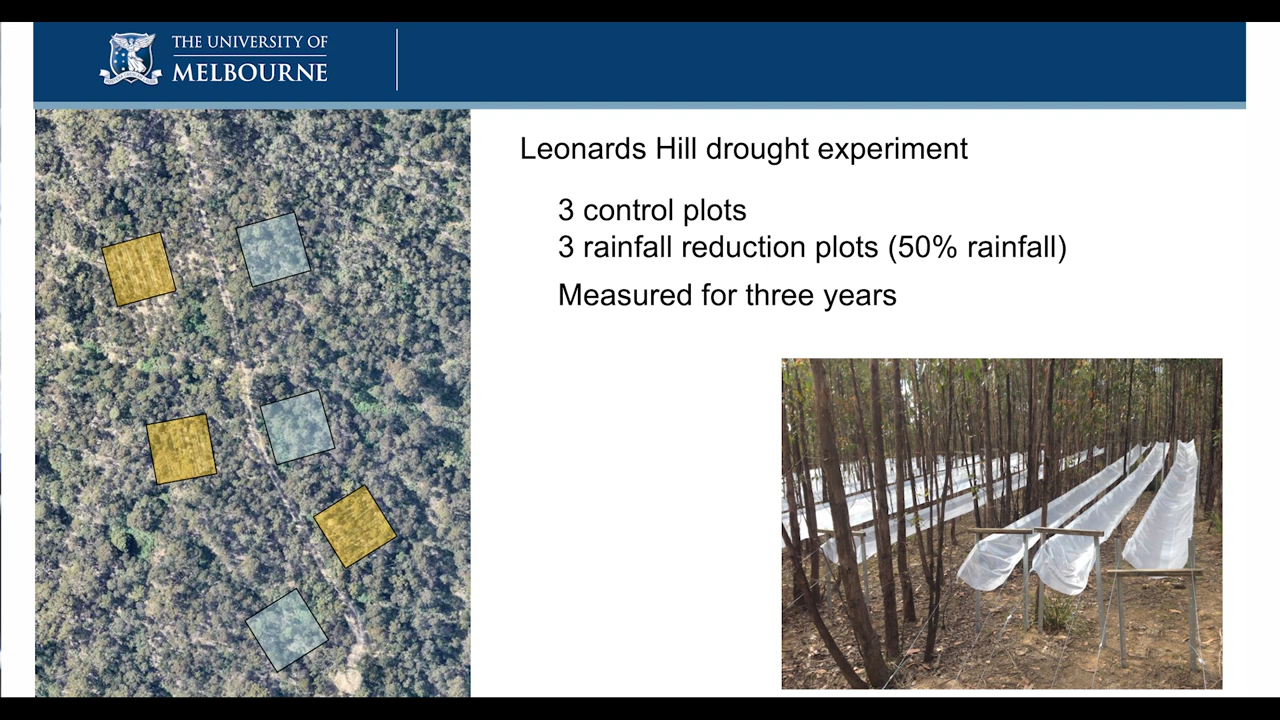 THE UNIVERSITY OF
MELBOURNE
Leonards Hill drought experiment
3 control plots
3 rainfall reduction plots (50% rainfall)
Measured for three years